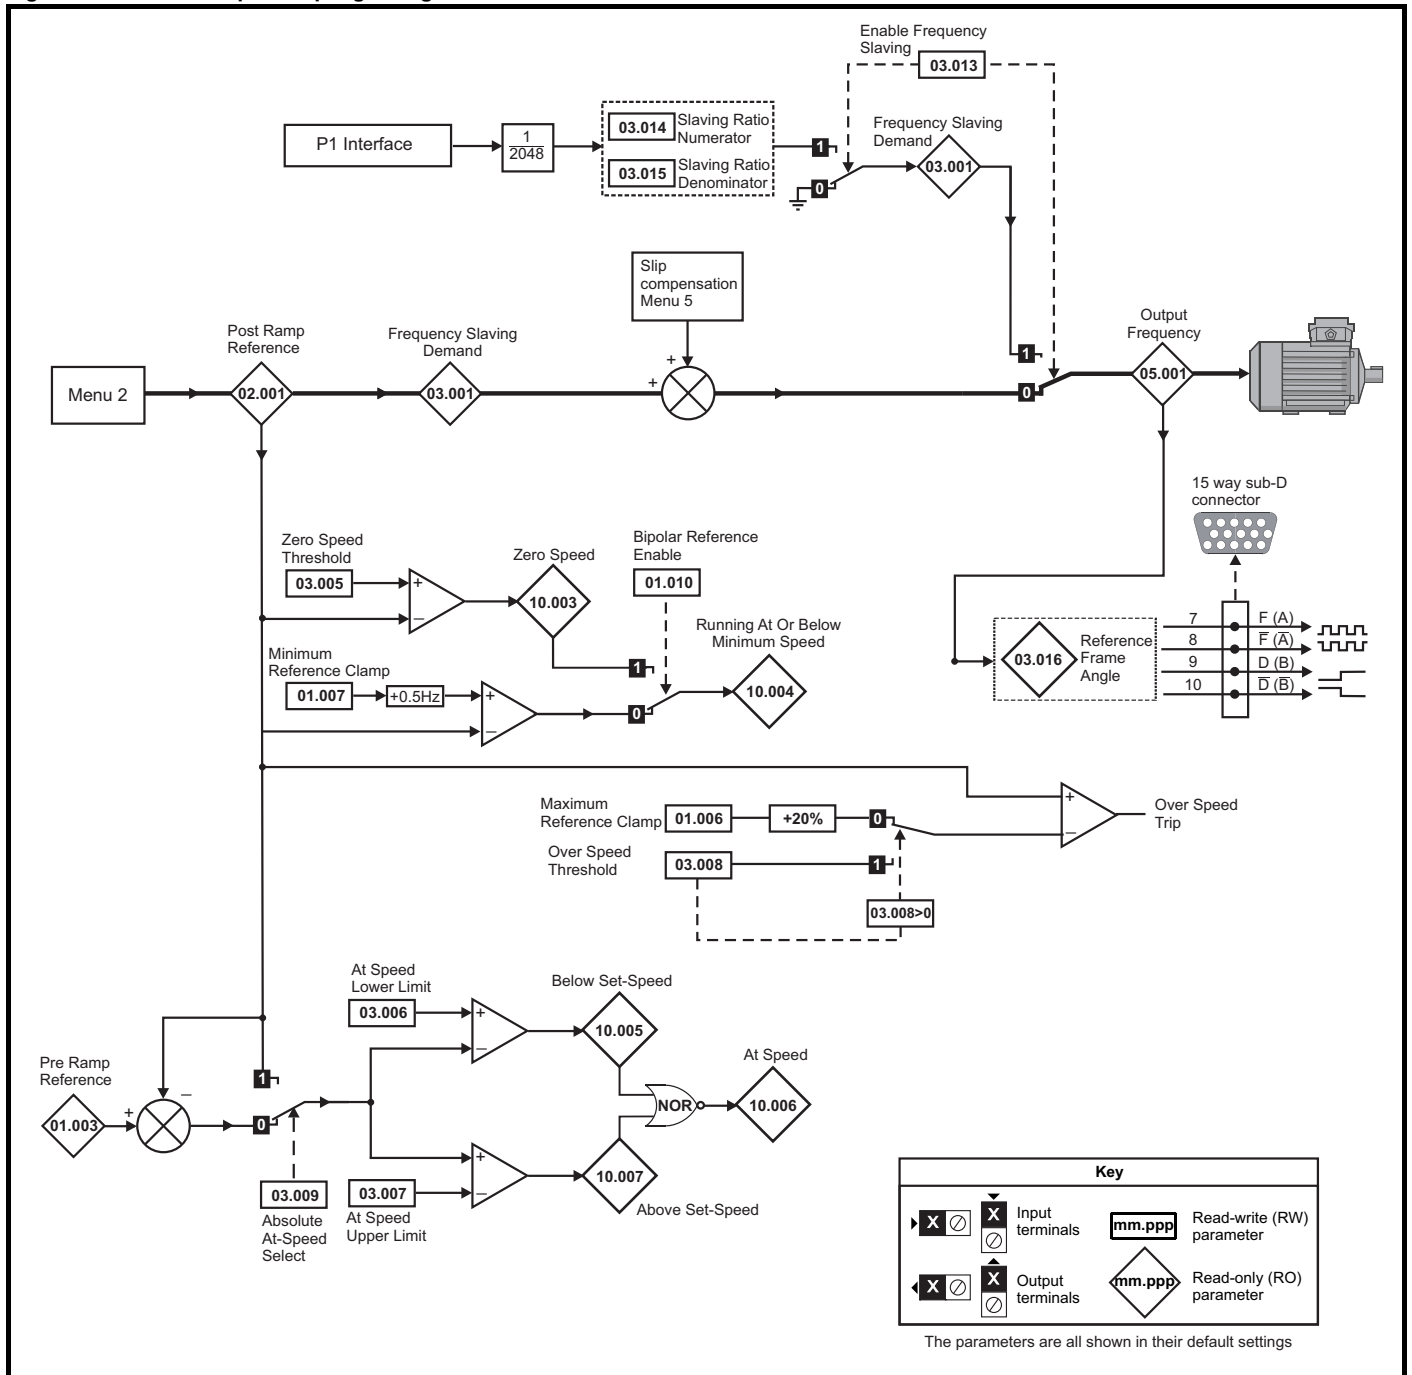 Enable Frequency
Slaving
03.013
P1 Interface
1
2048
03.014
Slaving Ratio
Numerator
03.015
Slaving Ratio
Denominator
1
0
Frequency Slaving
Demand
03.001
Slip
compensation
Menu 5
Menu 2
Post Ramp
Reference
02.001
Frequency Slaving
Demand
03.001
+
+
1
0
Output
Frequency
05.001
15 way sub-D
connector
Zero Speed
Threshold
03.005
+
−
Zero Speed
10.003
Bipolar Reference
Enable
01.010
Running At Or Below
Minimum Speed
10.004
1
0
Minimum
Reference Clamp
01.007
+0.5Hz
+
−
03.016
Reference
Frame
Angle
7
F (A)
8
F̅ (A̅)
9
D (B)
10
D̅ (B̅)
Maximum
Reference Clamp
01.006
+20%
0
Over Speed
Threshold
03.008
1
03.008>0
+
−
Over Speed
Trip
At Speed
Lower Limit
03.006
+
−
Below Set-Speed
10.005
At Speed
10.006
NOR
Pre Ramp
Reference
01.003
+
−
1
0
03.009
Absolute
At-Speed
Select
03.007
At Speed
Upper Limit
+
−
10.007
Above Set-Speed
Key
X
X
Input
terminals
mm.ppp
Read-write (RW)
parameter
X
X
Output
terminals
mm.ppp
Read-only (RO)
parameter
The parameters are all shown in their default settings